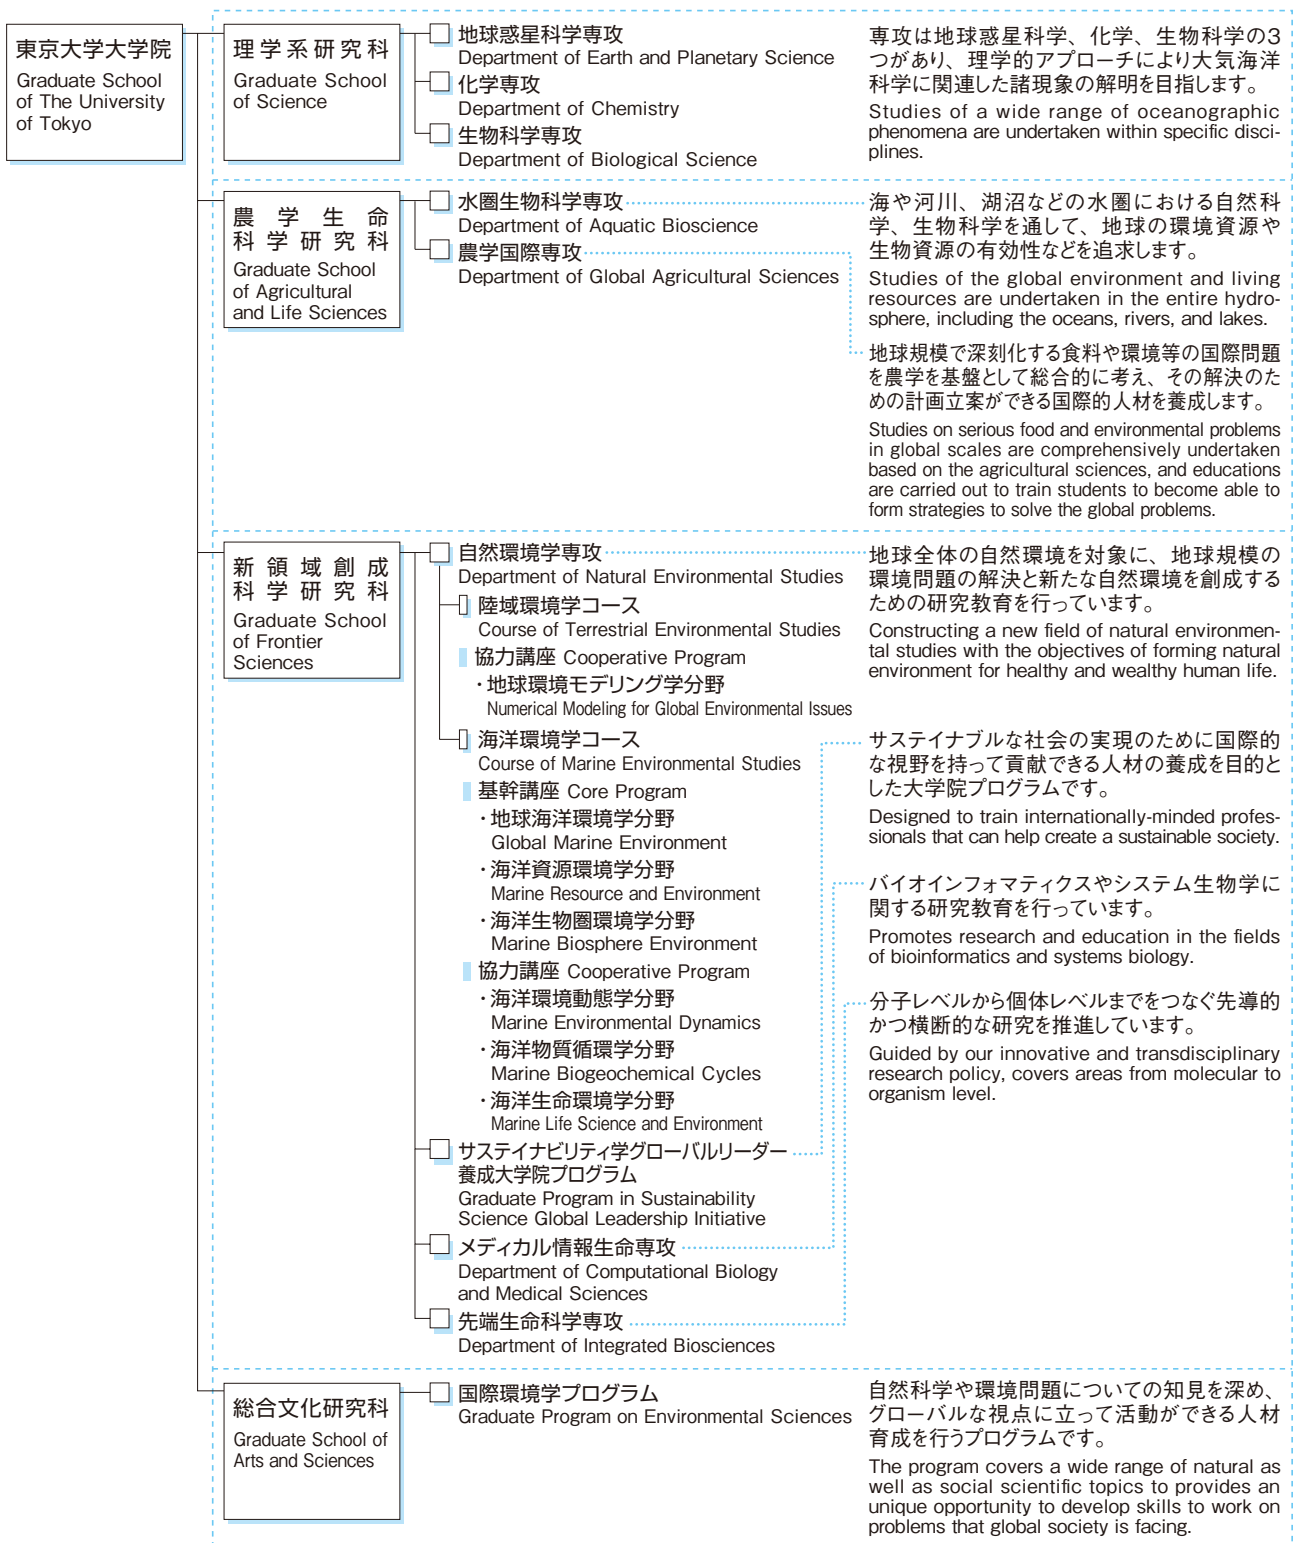 東京大学大学院
Graduate School
of The University
of Tokyo
理学系研究科
Graduate School
of Science
地球惑星科学専攻
Department of Earth and Planetary Science
化学専攻
Department of Chemistry
生物科学専攻
Department of Biological Science
専攻は地球惑星科学、化学、生物科学の3
つがあり、理学的アプローチにより大気海洋
科学に関連した諸現象の解明を目指します。
Studies of a wide range of oceanographic
phenomena are undertaken within specific disci-
plines.
農学生命
科学研究科
Graduate School
of Agricultural
and Life Sciences
水圏生物科学専攻
Department of Aquatic Bioscience
農学国際専攻
Department of Global Agricultural Sciences
海や河川、湖沼などの水圏における自然科
学、生物科学を通して、地球の環境資源や
生物資源の有効性などを追求します。
Studies of the global environment and living
resources are undertaken in the entire hydro-
sphere, including the oceans, rivers, and lakes.
地球規模で深刻化する食料や環境等の国際問題
を農学を基盤として総合的に考え、その解決のた
めの計画立案ができる国際的人材を養成します。
Studies on serious food and environmental problems
in global scales are comprehensively undertaken
based on the agricultural sciences, and educations
are carried out to train students to become able to
form strategies to solve the global problems.
新領域創成
科学研究科
Graduate School
of Frontier
Sciences
自然環境学専攻
Department of Natural Environmental Studies
陸域環境学コース
Course of Terrestrial Environmental Studies
協力講座 Cooperative Program
・地球環境モデリング学分野
Numerical Modeling for Global Environmental Issues
海洋環境学コース
Course of Marine Environmental Studies
基幹講座 Core Program
・地球海洋環境学分野
Global Marine Environment
・海洋資源環境学分野
Marine Resource and Environment
・海洋生物圏環境学分野
Marine Biosphere Environment
協力講座 Cooperative Program
・海洋環境動態学分野
Marine Environmental Dynamics
・海洋物質循環学分野
Marine Biogeochemical Cycles
・海洋生命環境学分野
Marine Life Science and Environment
サステイナビリティ学グローバルリーダー
養成大学院プログラム
Graduate Program in Sustainability
Science Global Leadership Initiative
メディカル情報生命専攻
Department of Computational Biology
and Medical Sciences
先端生命科学専攻
Department of Integrated Biosciences
地球全体の自然環境を対象に、地球規模の
環境問題の解決と新たな自然環境を創成する
ための研究教育を行っています。
Constructing a new field of natural environmen-
tal studies with the objectives of forming natural
environment for healthy and wealthy human life.
サステイナブルな社会の実現のために国際的
な視野を持って貢献できる人材の養成を目的と
した大学院プログラムです。
Designed to train internationally-minded profes-
sionals that can help create a sustainable society.
バイオインフォマティクスやシステム生物学に
関する研究教育を行っています。
Promotes research and education in the fields
of bioinformatics and systems biology.
分子レベルから個体レベルまでをつなぐ先導的
かつ横断的な研究を推進しています。
Guided by our innovative and transdisciplinary
research policy, covers areas from molecular to
organism level.
総合文化研究科
Graduate School of
Arts and Sciences
国際環境学プログラム
Graduate Program on Environmental Sciences
自然科学や環境問題についての知見を深め、
グローバルな視点に立って活動ができる人材
育成を行うプログラムです。
The program covers a wide range of natural as
well as social scientific topics to provides an
unique opportunity to develop skills to work on
problems that global society is facing.